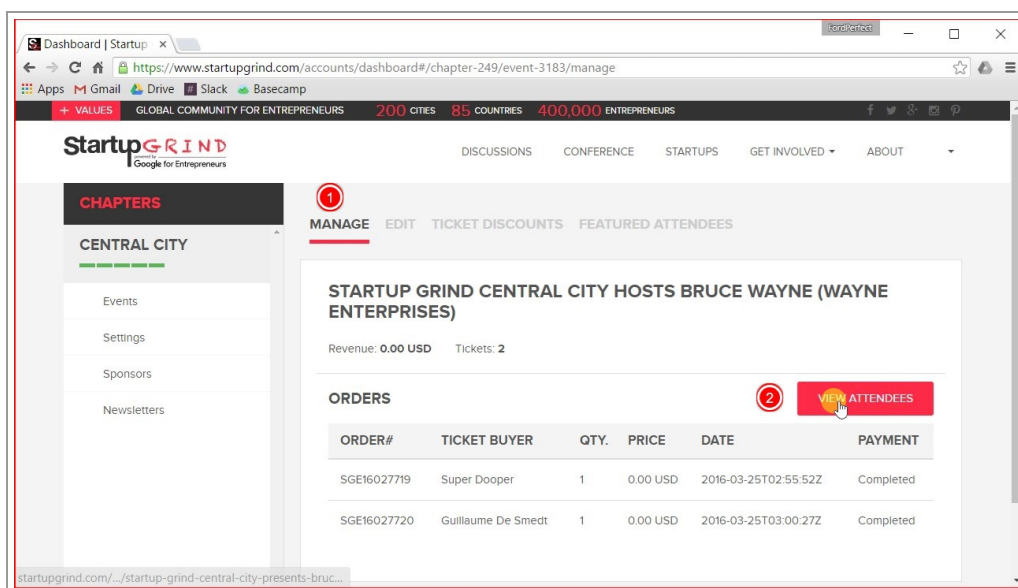 FordPerfect
Dashboard | Startup
https://www.startupgrind.com/accounts/dashboard#/chapter-249/event-3183/manage
Apps Gmail Drive Slack Basecamp
+ VALUES GLOBAL COMMUNITY FOR ENTREPRENEURS 200 CITIES 85 COUNTRIES 400,000 ENTREPRENEURS
StartupGRIND DISCUSSIONS CONFERENCE STARTUPS GET INVOLVED ABOUT
powered by
Google for Entrepreneurs
CHAPTERS
1
MANAGE EDIT TICKET DISCOUNTS FEATURED ATTENDEES
CENTRAL CITY
Events
Settings
Sponsors
Newsletters
STARTUP GRIND CENTRAL CITY HOSTS BRUCE WAYNE (WAYNE
ENTERPRISES)
Revenue: 0.00 USD Tickets: 2
ORDERS 2 VIEW ATTENDEES
ORDER# TICKET BUYER QTY. PRICE DATE PAYMENT
SGE16027719 Super Dooper 1 0.00 USD 2016-03-25T02:55:52Z Completed
SGE16027720 Guillaume De Smedt 1 0.00 USD 2016-03-25T03:00:27Z Completed
startupgrind.com/.../startup-grind-central-city-presents-bruc...